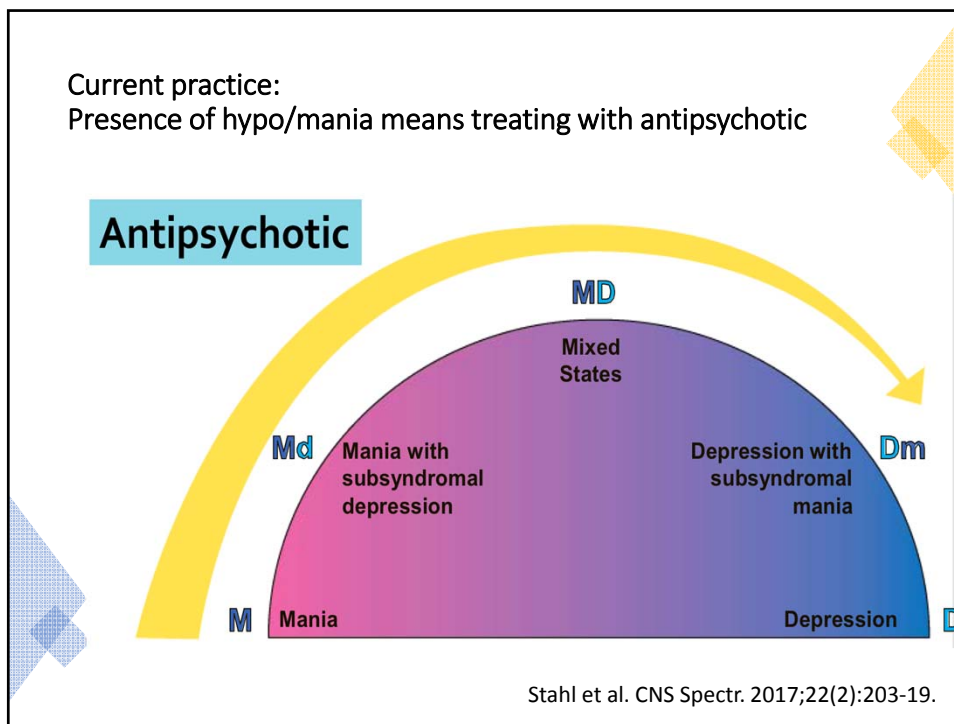 Current practice:
Presence of hypo/mania means treating with antipsychotic
Antipsychotic
MD
Mixed
States
Md
Mania with
subsyndromal
depression
Depression with
subsyndromal
mania
Dm
M
Mania
Depression
D
Stahl et al. CNS Spectr. 2017;22(2):203-19.